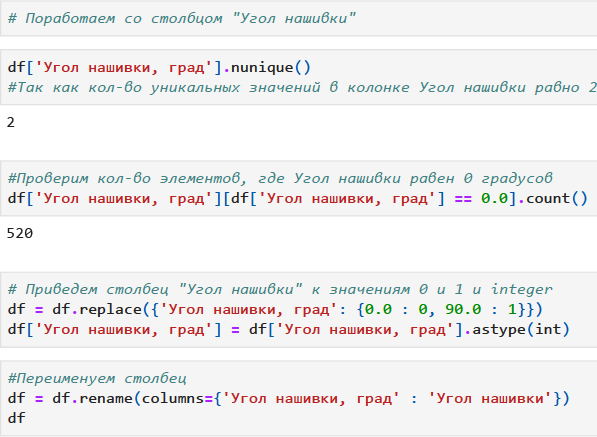 # Поработаем со столбцом "Угол нашивки"
df['Угол нашивки, град'].nunique()
#Так как кол-во уникальных значений в колонке Угол нашивки равно 2
2
#Проверим кол-во элементов, где Угол нашивки равен 0 градусов
df['Угол нашивки, град'][df['Угол нашивки, град'] == 0.0].count()
520
# Приведем столбец "Угол нашивки" к значениям 0 и 1 и integer
df = df.replace({'Угол нашивки, град': {0.0 : 0, 90.0 : 1}})
df['Угол нашивки, град'] = df['Угол нашивки, град'].astype(int)
#Переименуем столбец
df = df.rename(columns={'Угол нашивки, град' : 'Угол нашивки'})
df